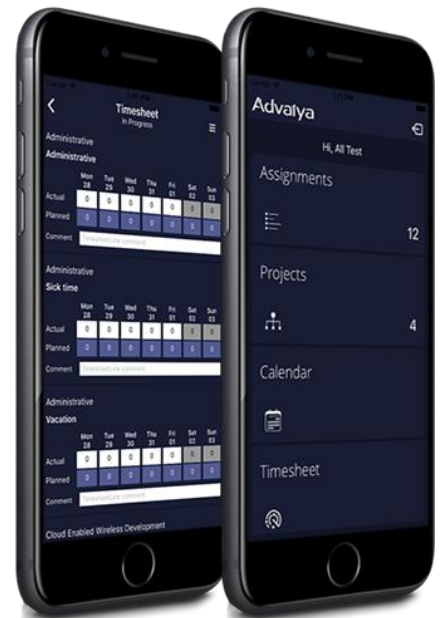 Timesheet
In Progress
Administrative
Administrative
Mon Tue Wed Thu Fri Sat Sun
28 29 30 31 01 02 03
Actual 0 0 0 0 0 0 0
Planned 0 0 0 0 0 0 0
Comment TimesheetLine comment
Administrative
Sick time
Mon Tue Wed Thu Fri Sat Sun
28 29 30 31 01 02 03
Actual 0 0 0 0 0 0 0
Planned 0 0 0 0 0 0 0
Comment TimesheetLine comment
Administrative
Vacation
Mon Tue Wed Thu Fri Sat Sun
28 29 30 31 01 02 03
Actual 0 0 0 0 0 0 0
Planned 0 0 0 0 0 0 0
Comment TimesheetLine comment
Cloud Enabled Wireless Development
Advaiya
Hi, All Test
Assignments
12
Projects
4
Calendar
Timesheet